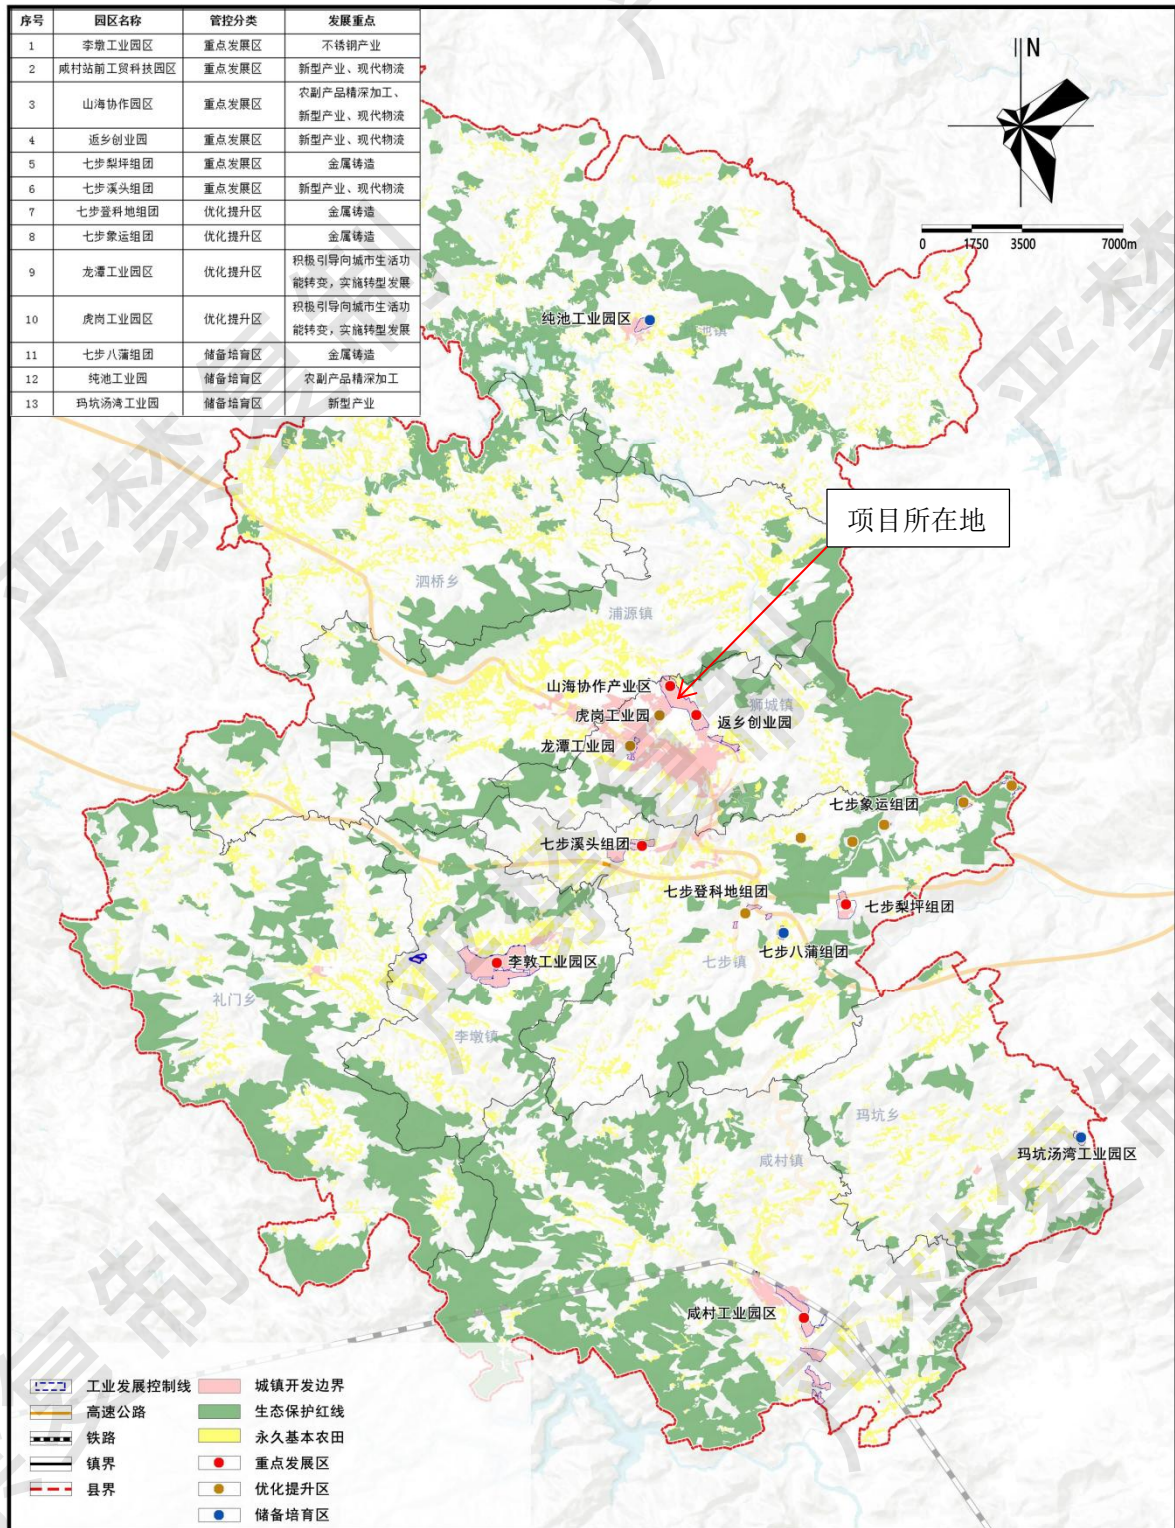 序号 园区名称 管控分类 发展重点
1 李墩工业园区 重点发展区 不锈钢产业
2 咸村站前工贸科技园区 重点发展区 新型产业、现代物流
3 山海协作园区 重点发展区 农副产品精深加工、
新型产业、现代物流
4 返乡创业园 重点发展区 新型产业、现代物流
5 七步梨坪组团 重点发展区 金属铸造
6 七步溪头组团 重点发展区 新型产业、现代物流
7 七步登科地组团 优化提升区 金属铸造
8 七步象运组团 优化提升区 金属铸造
9 龙潭工业园区 优化提升区 积极引导向城市生活功
能转变，实施转型发展
10 虎岗工业园区 优化提升区 积极引导向城市生活功
能转变，实施转型发展
11 七步八蒲组团 储备培育区 金属铸造
12 纯池工业园 储备培育区 农副产品精深加工
13 玛坑汤湾工业园 储备培育区 新型产业
N
0 1750 3500 7000m
纯池工业园区
池镇
项目所在地
泗桥乡
浦源镇
山海协作产业区
狮城镇
虎岗工业园
返乡创业园
龙潭工业园
七步象运组团
七步溪头组团
七步登科地组团
七步梨坪组团
七步八蒲组团
李敦工业园区
七步镇
礼门乡
李墩镇
玛坑乡
玛坑汤湾工业园区
咸村镇
咸村工业园区
工业发展控制线 城镇开发边界
高速公路 生态保护红线
铁路 永久基本农田
镇界 重点发展区
县界 优化提升区
储备培育区
严禁复制
严禁复制
严禁复制
严禁复制